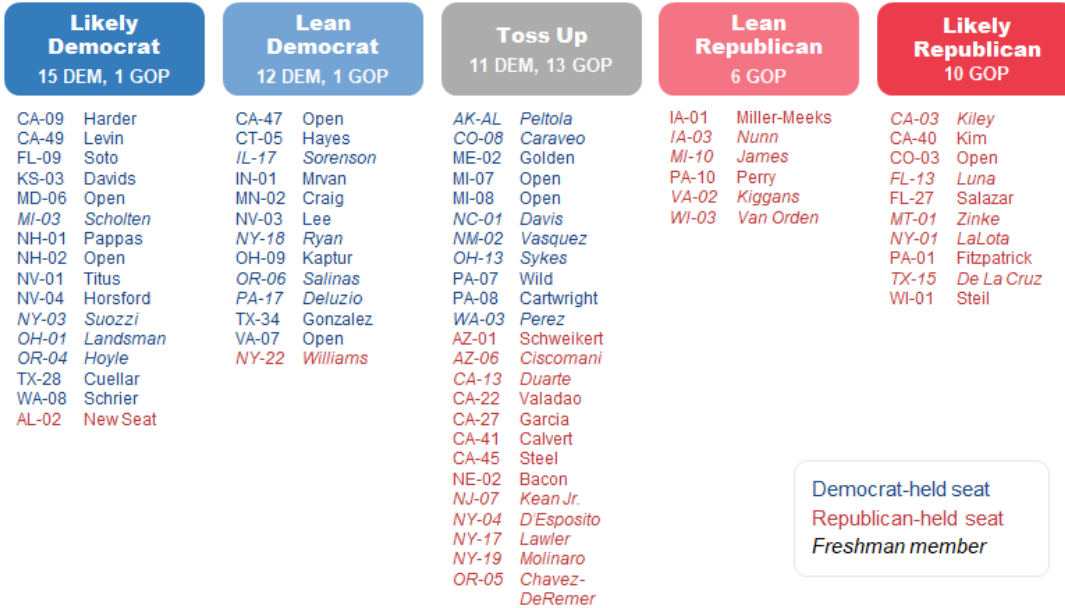 Likely
Democrat
15 DEM, 1 GOP
CA-09 Harder
CA-49 Levin
FL-09 Soto
KS-03 Davids
MD-06 Open
MI-03 Scholten
NH-01 Pappas
NH-02 Open
NV-01 Titus
NV-04 Horsford
NY-03 Suozzi
OH-01 Landsman
OR-04 Hoyle
TX-28 Cuellar
WA-08 Schrier
AL-02 New Seat
Lean
Democrat
12 DEM, 1 GOP
CA-47 Open
CT-05 Hayes
IL-17 Sorenson
IN-01 Mrvan
MN-02 Craig
NV-03 Lee
NY-18 Ryan
OH-09 Kaptur
OR-06 Salinas
PA-17 Deluzio
TX-34 Gonzalez
VA-07 Open
NY-22 Williams
Toss Up
11 DEM, 13 GOP
AK-AL Peltola
CO-08 Caraveo
ME-02 Golden
MI-07 Open
MI-08 Open
NC-01 Davis
NM-02 Vasquez
OH-13 Sykes
PA-07 Wild
PA-08 Cartwright
WA-03 Perez
AZ-01 Schweikert
AZ-06 Ciscomani
CA-13 Duarte
CA-22 Valadao
CA-27 Garcia
CA-41 Calvert
CA-45 Steel
NE-02 Bacon
NJ-07 Kean Jr.
NY-04 D'Esposito
NY-17 Lawler
NY-19 Molinaro
OR-05 Chavez-
DeRemer
Lean
Republican
6 GOP
IA-01 Miller-Meeks
IA-03 Nunn
MI-10 James
PA-10 Perry
VA-02 Kiggans
WI-03 Van Orden
Likely
Republican
10 GOP
CA-03 Kiley
CA-40 Kim
CO-03 Open
FL-13 Luna
FL-27 Salazar
MT-01 Zinke
NY-01 LaLota
PA-01 Fitzpatrick
TX-15 De La Cruz
WI-01 Steil
Democrat-held seat
Republican-held seat
Freshman member